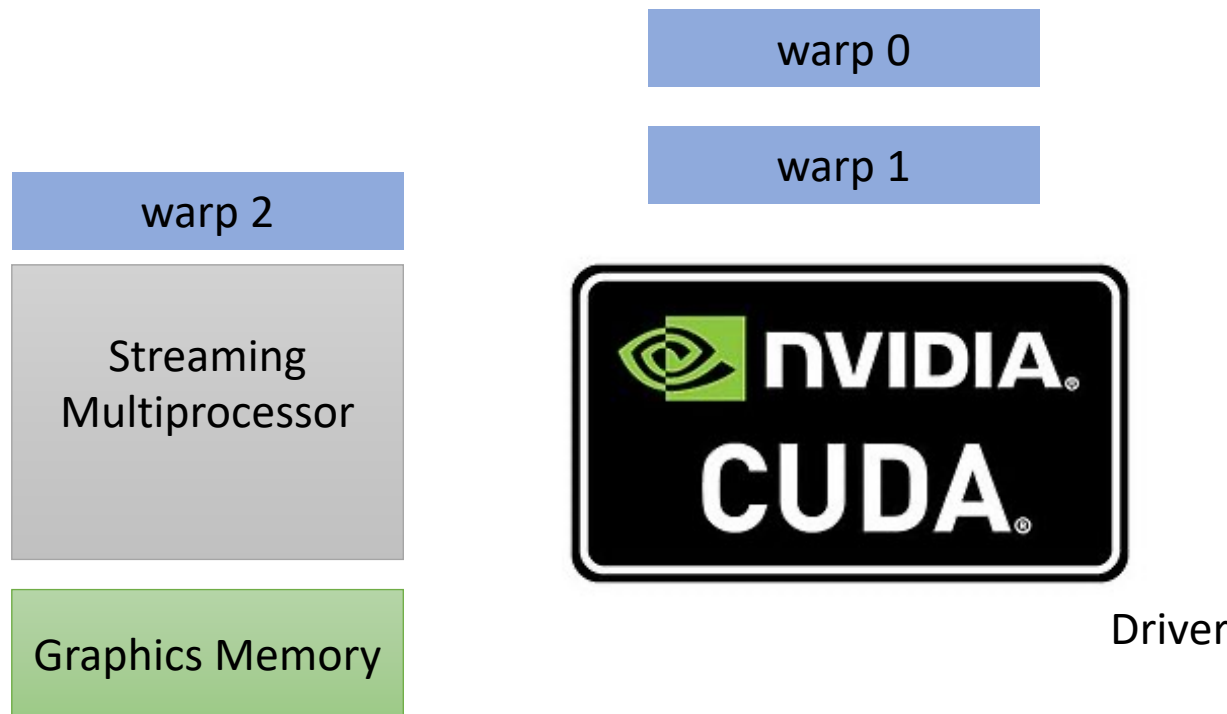 warp 0
warp 1
warp 2
Streaming
Multiprocessor
Graphics Memory
NVIDIA.®
CUDA.®
Driver